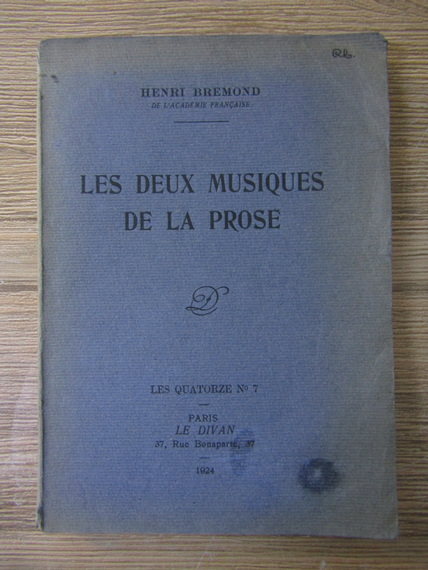 HENRI BREMOND
DE L'ACADÉMIE FRANÇAISE
LES DEUX MUSIQUES
DE LA PROSE
D
LES QUATORZE Nº 7
PARIS
LE DIVAN
37, Rue Bonaparte, 37
1924